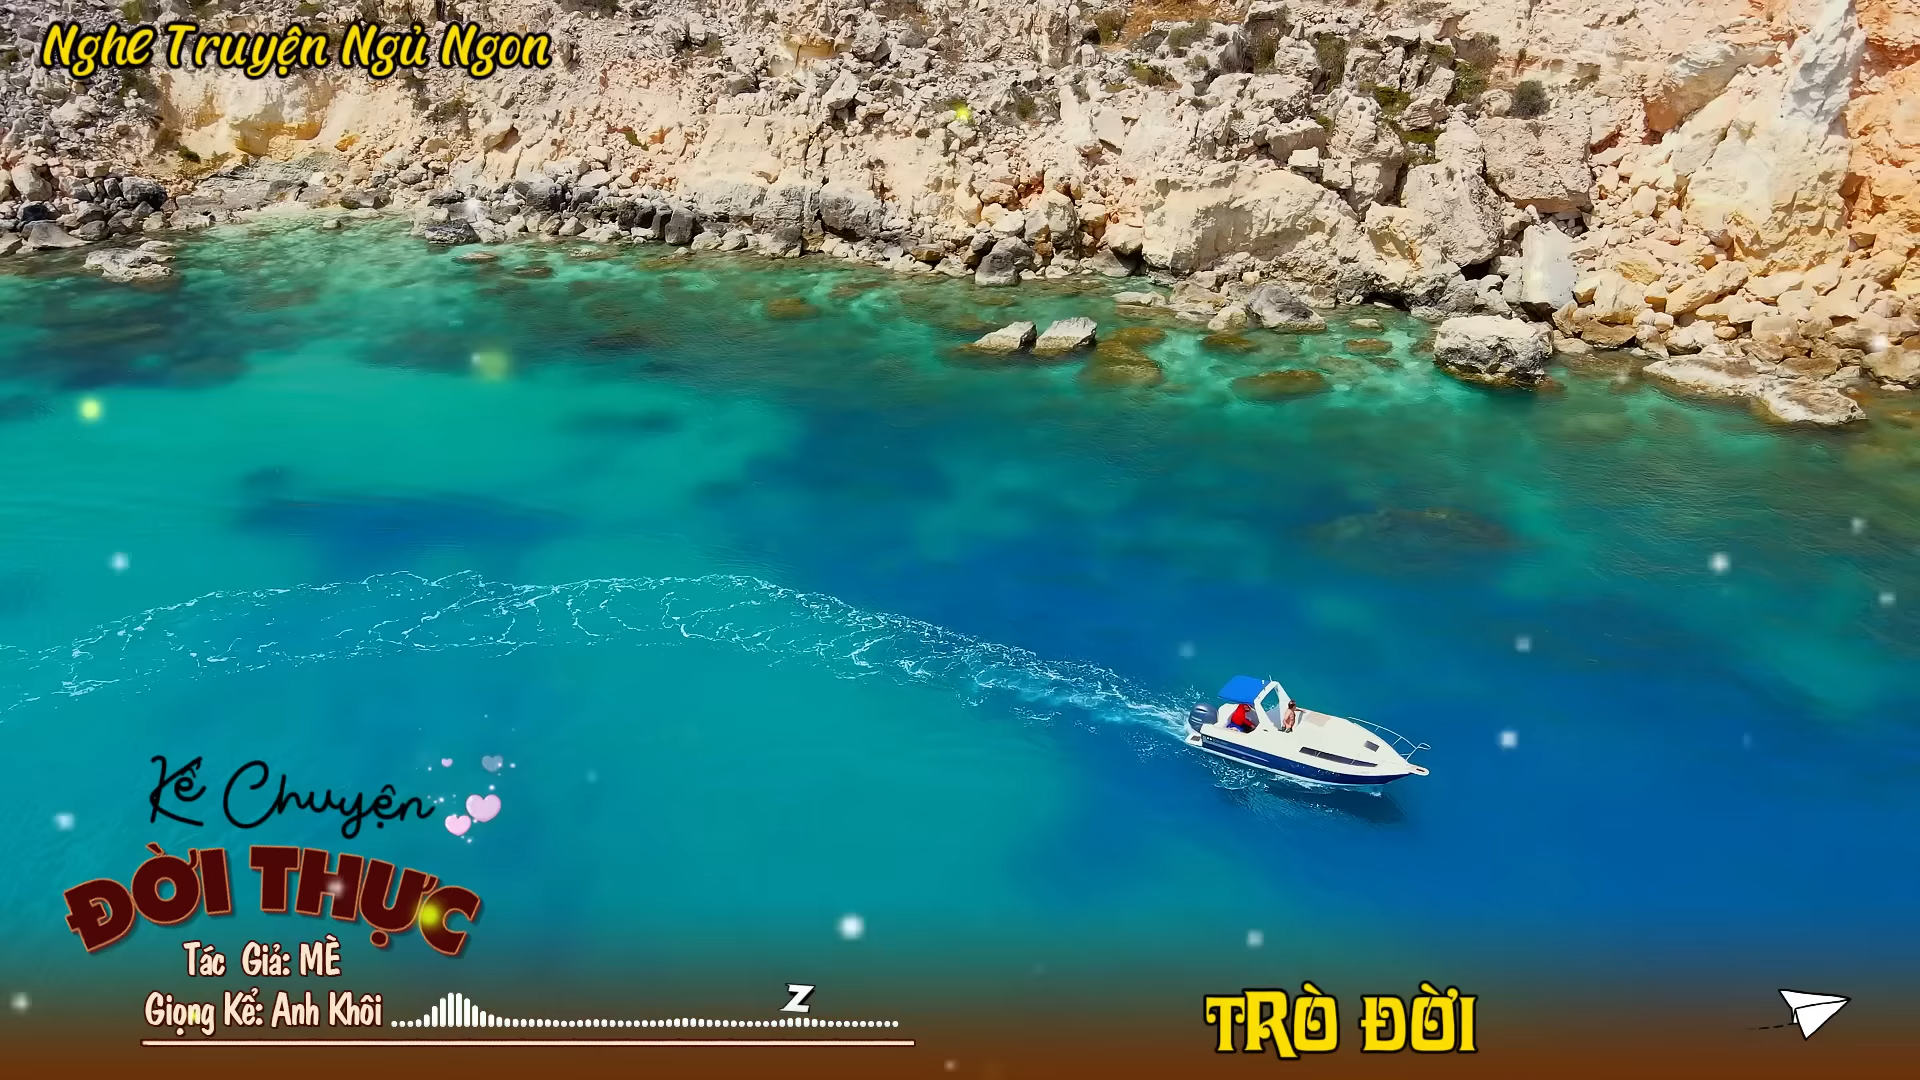 Nghe Truyện Ngủ Ngon
Kể Chuyện
ĐỜI THỰC
Tác Giả: MÈ
Giọng Kể: Anh Khôi
Z
TRÒ ĐỜI